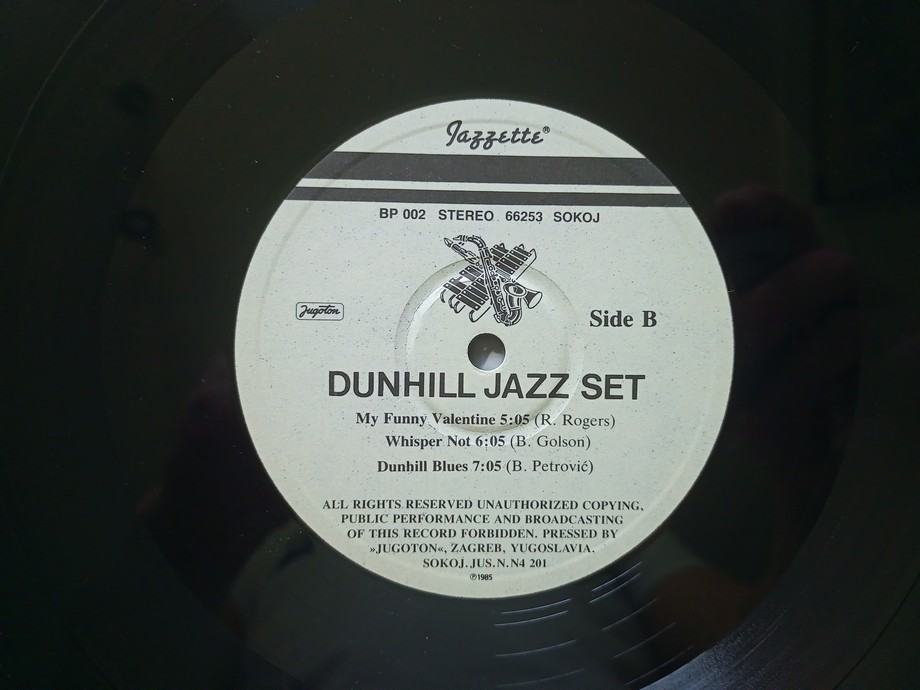 Jazzette®
BP 002 STEREO 66253 SOKOJ
Jugoton
Side B
DUNHILL JAZZ SET
My Funny Valentine 5:05 (R. Rogers)
Whisper Not 6:05 (B. Golson)
Dunhill Blues 7:05 (B. Petrović)
ALL RIGHTS RESERVED UNAUTHORIZED COPYING,
PUBLIC PERFORMANCE AND BROADCASTING
OF THIS RECORD FORBIDDEN. PRESSED BY
»JUGOTON«, ZAGREB, YUGOSLAVIA.
SOKOJ.JUS.N.N4 201
℗1985